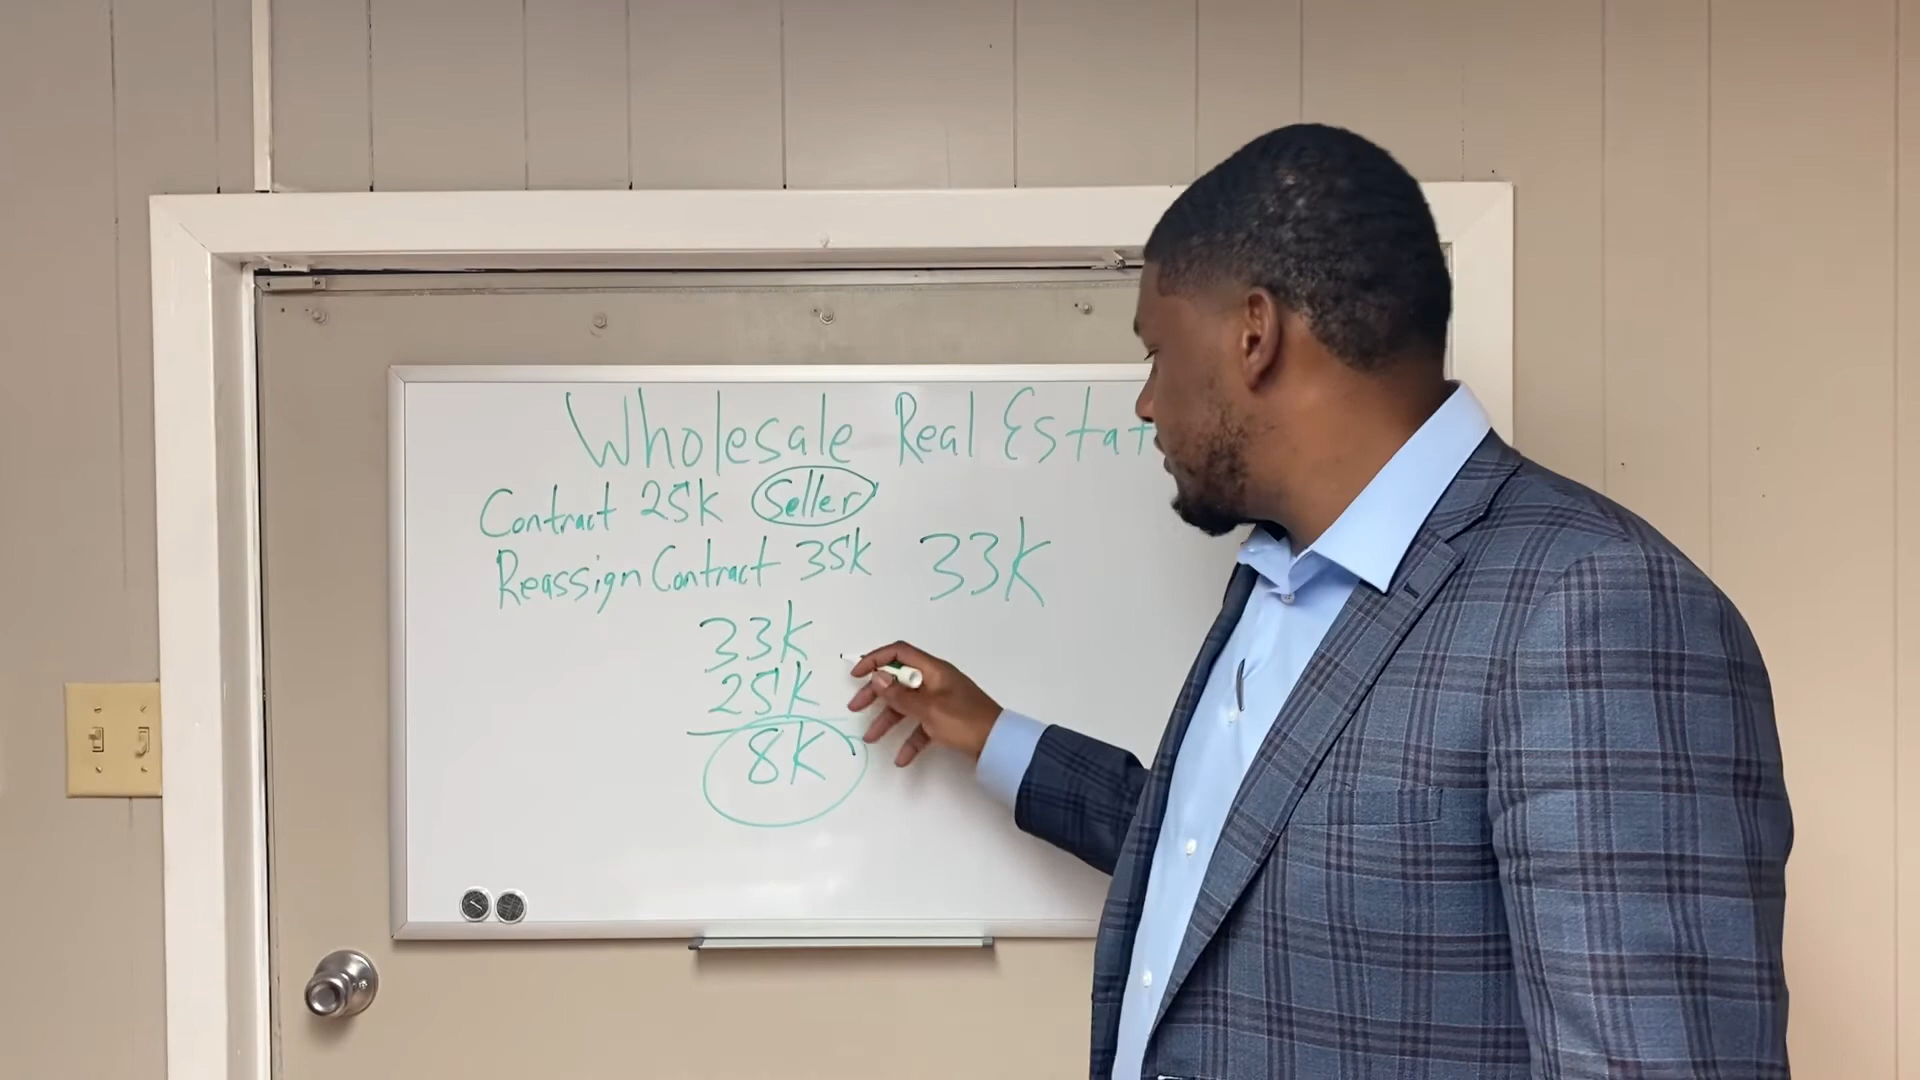 Wholesale Real Estat
Contract 25K Seller
Reassign Contract 35k 33K
33K
25K
8K